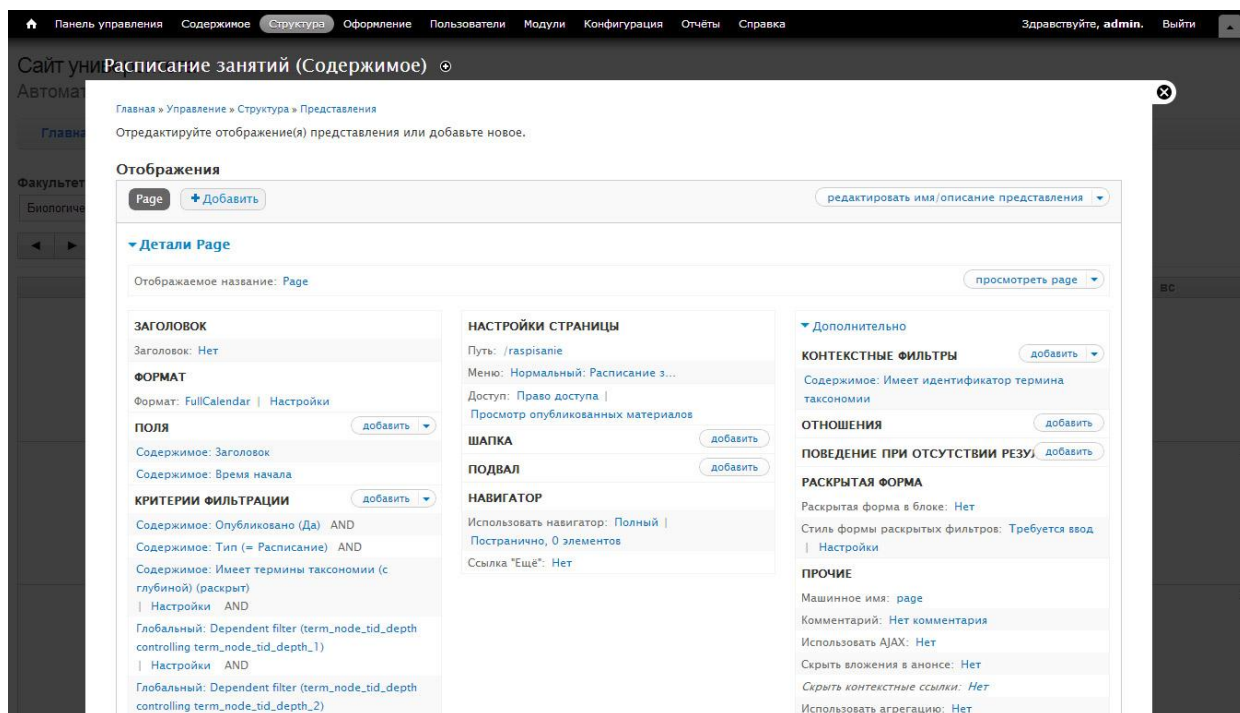 Панель управления Содержимое Структура Оформление Пользователи Модули Конфигурация Отчёты Справка Здравствуйте, admin. Выйти
Сайт уни
Расписание занятий (Содержимое)
Автомат
Главная » Управление » Структура » Представления
Главна
Отредактируйте отображение(я) представления или добавьте новое.
Отображения
Факультет
Page Добавить редактировать имя/описание представления
Биологиче
Детали Page
Отображаемое название: Page просмотреть page
ВС
ЗАГОЛОВОК
Заголовок: Нет
ФОРМАТ
Формат: FullCalendar | Настройки
ПОЛЯ добавить
Содержимое: Заголовок
Содержимое: Время начала
КРИТЕРИИ ФИЛЬТРАЦИИ добавить
Содержимое: Опубликовано (Да) AND
Содержимое: Тип (= Расписание) AND
Содержимое: Имеет термины таксономии (с
глубиной) (раскрыт)
| Настройки AND
Глобальный: Dependent filter (term_node_tid_depth
controlling term_node_tid_depth_1)
| Настройки AND
Глобальный: Dependent filter (term_node_tid_depth
controlling term_node_tid_depth_2)
НАСТРОЙКИ СТРАНИЦЫ
Путь: /raspisanie
Меню: Нормальный: Расписание з...
Доступ: Право доступа |
Просмотр опубликованных материалов
ШАПКА добавить
ПОДВАЛ добавить
НАВИГАТОР
Использовать навигатор: Полный |
Постранично, 0 элементов
Ссылка "Ещё": Нет
Дополнительно
КОНТЕКСТНЫЕ ФИЛЬТРЫ добавить
Содержимое: Имеет идентификатор термина
таксономии
ОТНОШЕНИЯ добавить
ПОВЕДЕНИЕ ПРИ ОТСУТСТВИИ РЕЗУ добавить
РАСКРЫТАЯ ФОРМА
Раскрытая форма в блоке: Нет
Стиль формы раскрытых фильтров: Требуется ввод
| Настройки
ПРОЧИЕ
Машинное имя: page
Комментарий: Нет комментария
Использовать AJAX: Нет
Скрыть вложения в анонсе: Нет
Скрыть контекстные ссылки: Нет
Использовать агрегацию: Нет